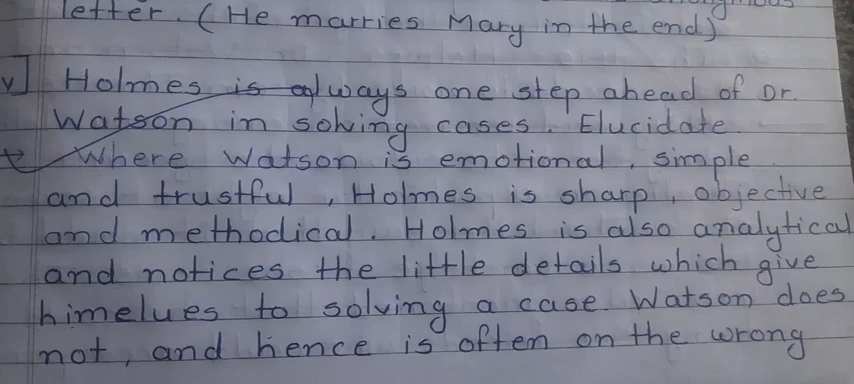 letter. (He marries Mary in the end)
v] Holmes is always one step ahead of Dr.
Watson in solving cases. Elucidate.
Where Watson is emotional, simple
and trustful, Holmes is sharp, objective
and methodical. Holmes is also analytical
and notices the little details which give
himelues to solving a case. Watson does
not, and hence is often on the wrong